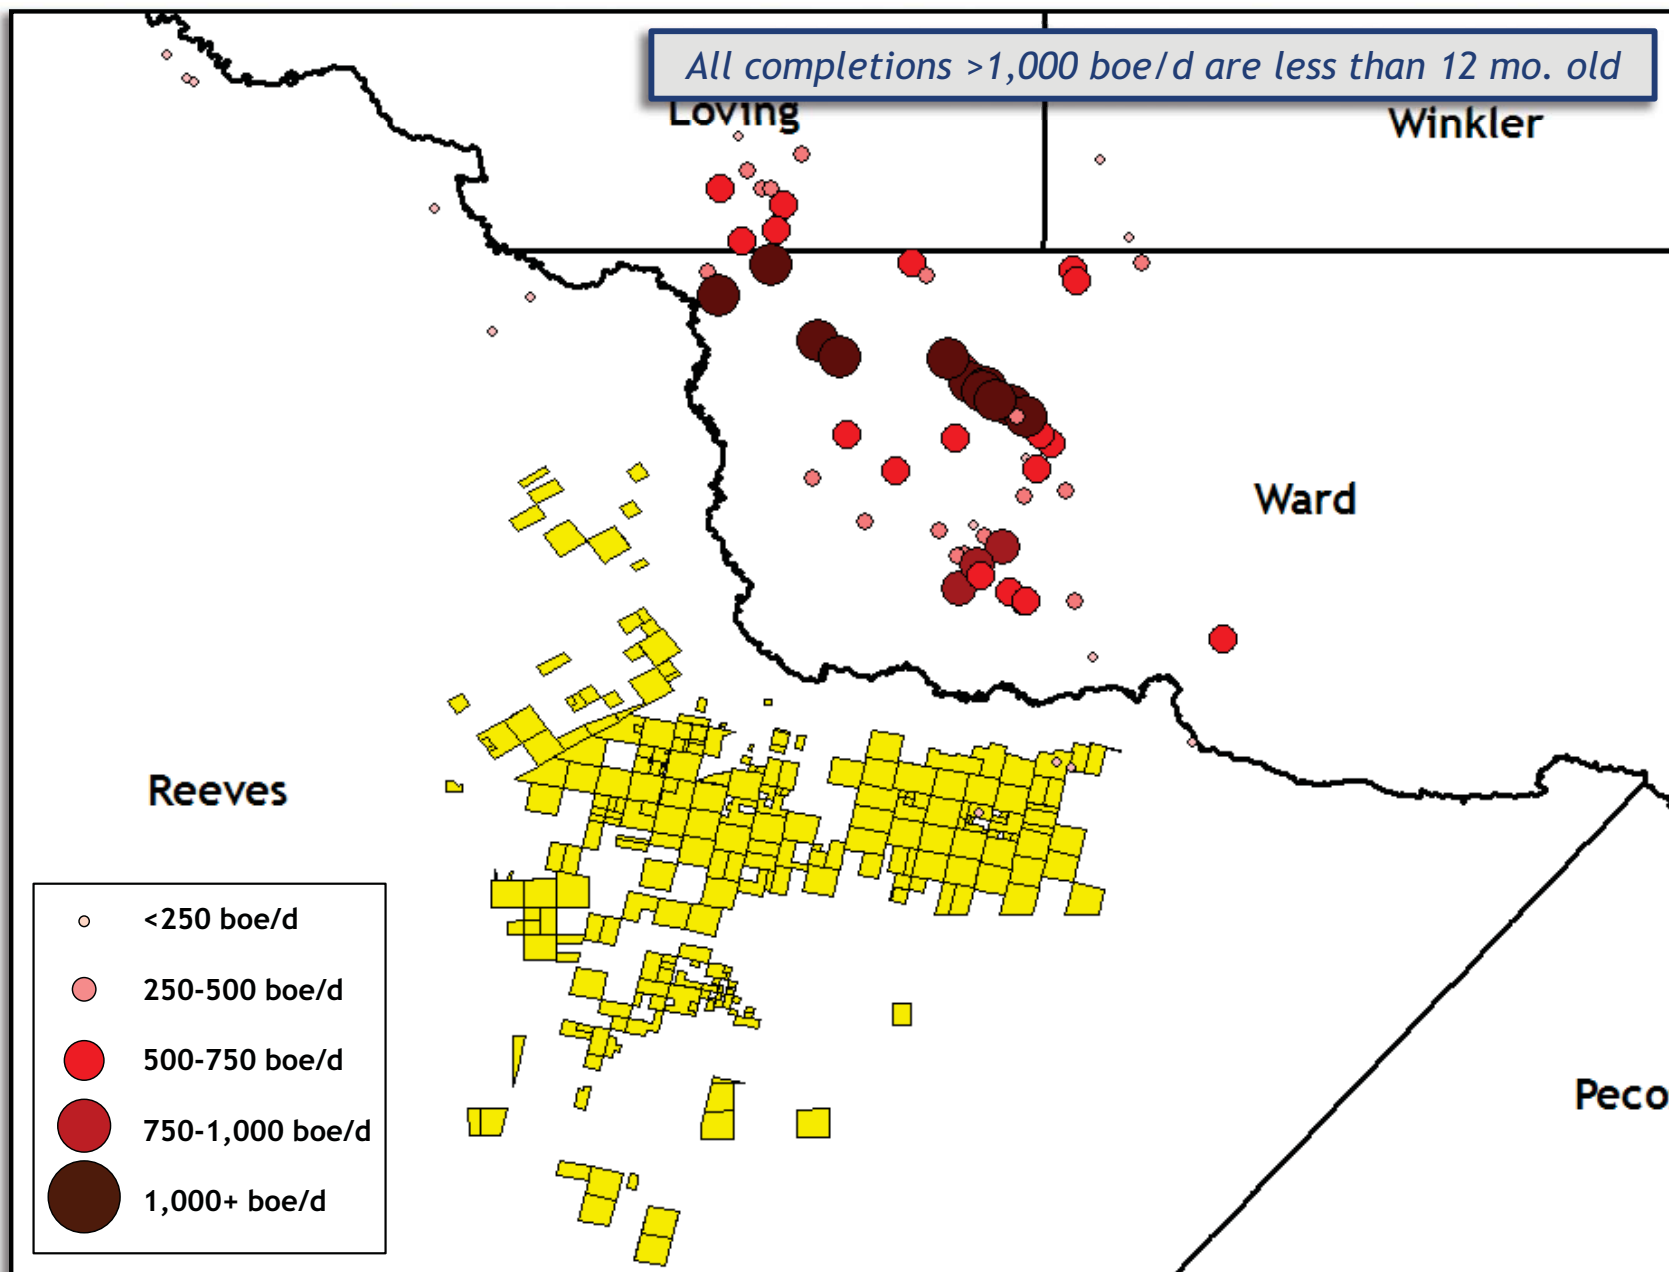 All completions >1,000 boe/d are less than 12 mo. old
Loving
Winkler
Ward
Reeves
Peco
<250 boe/d
250-500 boe/d
500-750 boe/d
750-1,000 boe/d
1,000+ boe/d